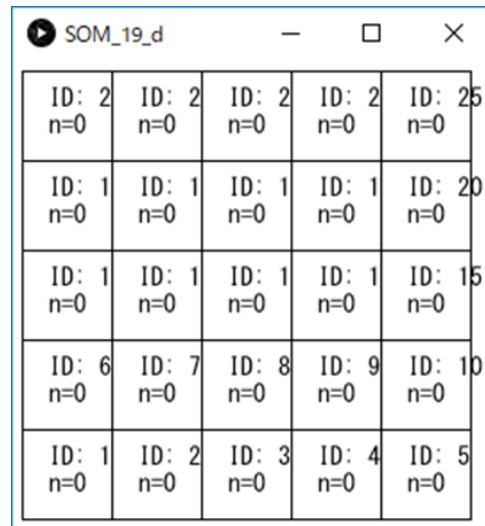 SOM_19_d
ID: 2 ID: 2 ID: 2 ID: 2 ID: 25
n=0 n=0 n=0 n=0 n=0
ID: 1 ID: 1 ID: 1 ID: 1 ID: 20
n=0 n=0 n=0 n=0 n=0
ID: 1 ID: 1 ID: 1 ID: 1 ID: 15
n=0 n=0 n=0 n=0 n=0
ID: 6 ID: 7 ID: 8 ID: 9 ID: 10
n=0 n=0 n=0 n=0 n=0
ID: 1 ID: 2 ID: 3 ID: 4 ID: 5
n=0 n=0 n=0 n=0 n=0